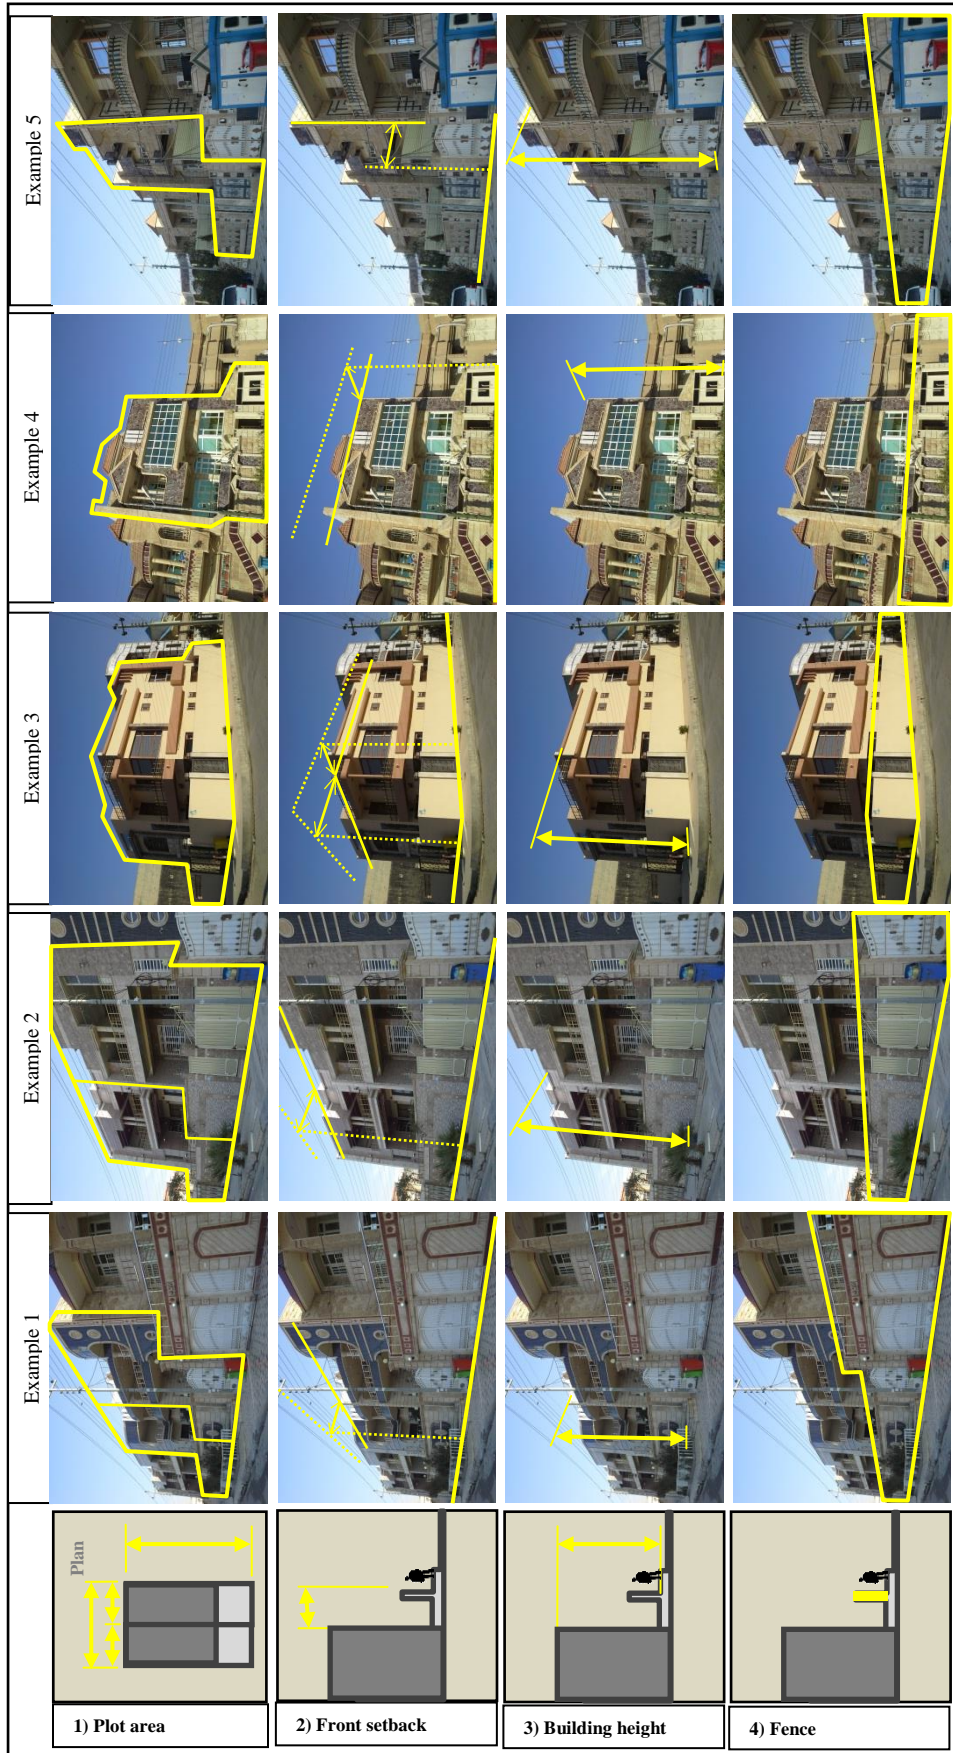 Example 1
Example 2
Example 3
Example 4
Example 5
Plan
1) Plot area
2) Front setback
3) Building height
4) Fence